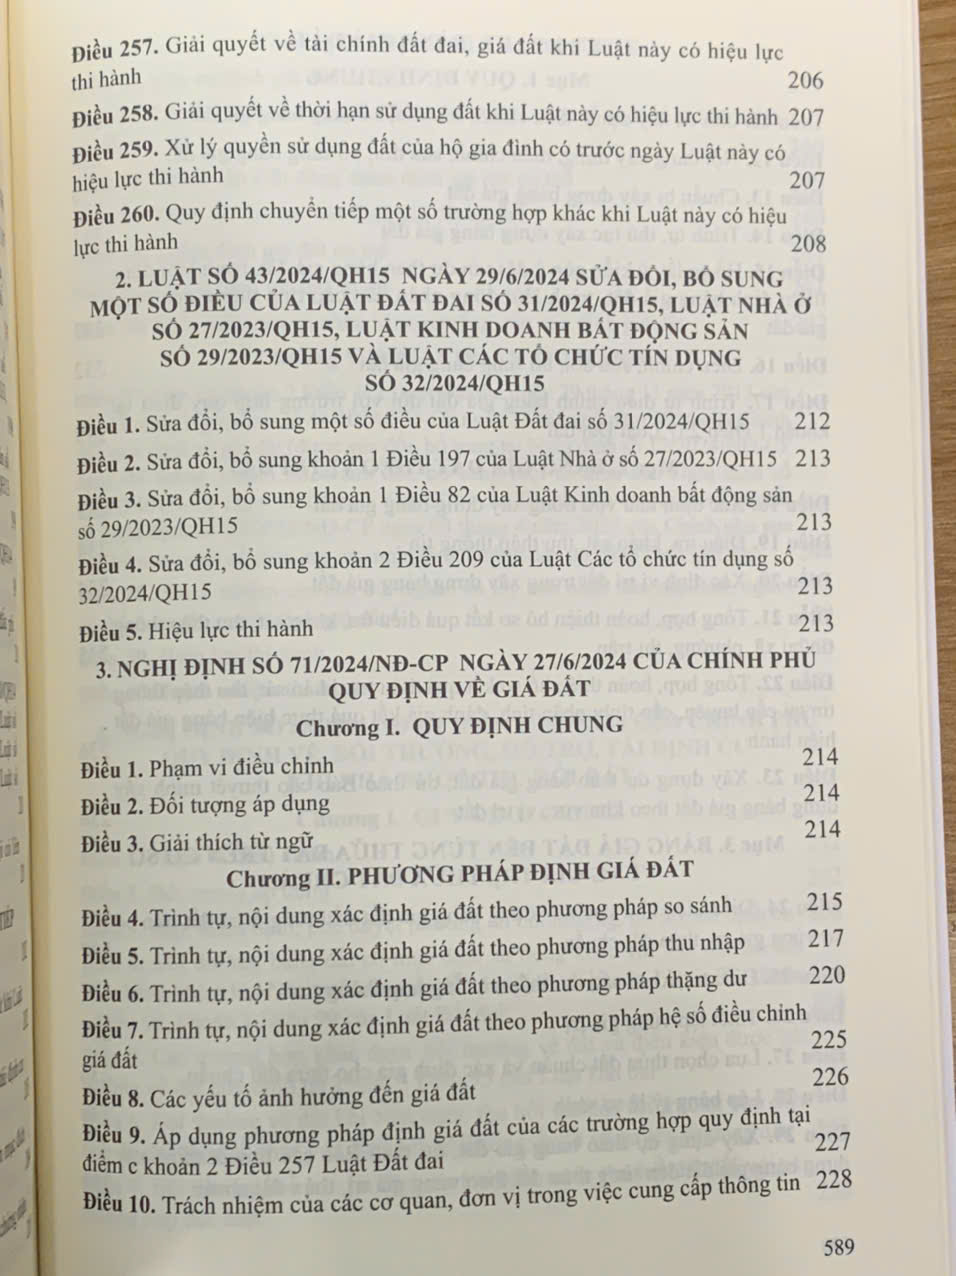 Điều 257. Giải quyết về tài chính đất đai, giá đất khi Luật này có hiệu lực
thi hành 206
Điều 258. Giải quyết về thời hạn sử dụng đất khi Luật này có hiệu lực thi hành 207
Điều 259. Xử lý quyền sử dụng đất của hộ gia đình có trước ngày Luật này có
hiệu lực thi hành 207
Điều 260. Quy định chuyển tiếp một số trường hợp khác khi Luật này có hiệu
lực thi hành 208
2. LUẬT SỐ 43/2024/QH15 NGÀY 29/6/2024 SỬA ĐỔI, BỔ SUNG
MỘT SỐ ĐIỀU CỦA LUẬT ĐẤT ĐAI SỐ 31/2024/QH15, LUẬT NHÀ Ở
SỐ 27/2023/QH15, LUẬT KINH DOANH BẤT ĐỘNG SẢN
SỐ 29/2023/QH15 VÀ LUẬT CÁC TỔ CHỨC TÍN DỤNG
SỐ 32/2024/QH15
Điều 1. Sửa đổi, bổ sung một số điều của Luật Đất đai số 31/2024/QH15 212
Điều 2. Sửa đổi, bổ sung khoản 1 Điều 197 của Luật Nhà ở số 27/2023/QH15 213
Điều 3. Sửa đổi, bổ sung khoản 1 Điều 82 của Luật Kinh doanh bất động sản
số 29/2023/QH15 213
Điều 4. Sửa đổi, bổ sung khoản 2 Điều 209 của Luật Các tổ chức tín dụng số
32/2024/QH15 213
Điều 5. Hiệu lực thi hành 213
3. NGHỊ ĐỊNH SỐ 71/2024/NĐ-CP NGÀY 27/6/2024 CỦA CHÍNH PHỦ
QUY ĐỊNH VỀ GIÁ ĐẤT
Chương I. QUY ĐỊNH CHUNG
Điều 1. Phạm vi điều chỉnh 214
Điều 2. Đối tượng áp dụng 214
Điều 3. Giải thích từ ngữ 214
Chương II. PHƯƠNG PHÁP ĐỊNH GIÁ ĐẤT
Điều 4. Trình tự, nội dung xác định giá đất theo phương pháp so sánh 215
Điều 5. Trình tự, nội dung xác định giá đất theo phương pháp thu nhập 217
Điều 6. Trình tự, nội dung xác định giá đất theo phương pháp thặng dư 220
Điều 7. Trình tự, nội dung xác định giá đất theo phương pháp hệ số điều chỉnh
giá đất 225
Điều 8. Các yếu tố ảnh hưởng đến giá đất 226
Điều 9. Áp dụng phương pháp định giá đất của các trường hợp quy định tại
điểm c khoản 2 Điều 257 Luật Đất đai 227
Điều 10. Trách nhiệm của các cơ quan, đơn vị trong việc cung cấp thông tin 228
589